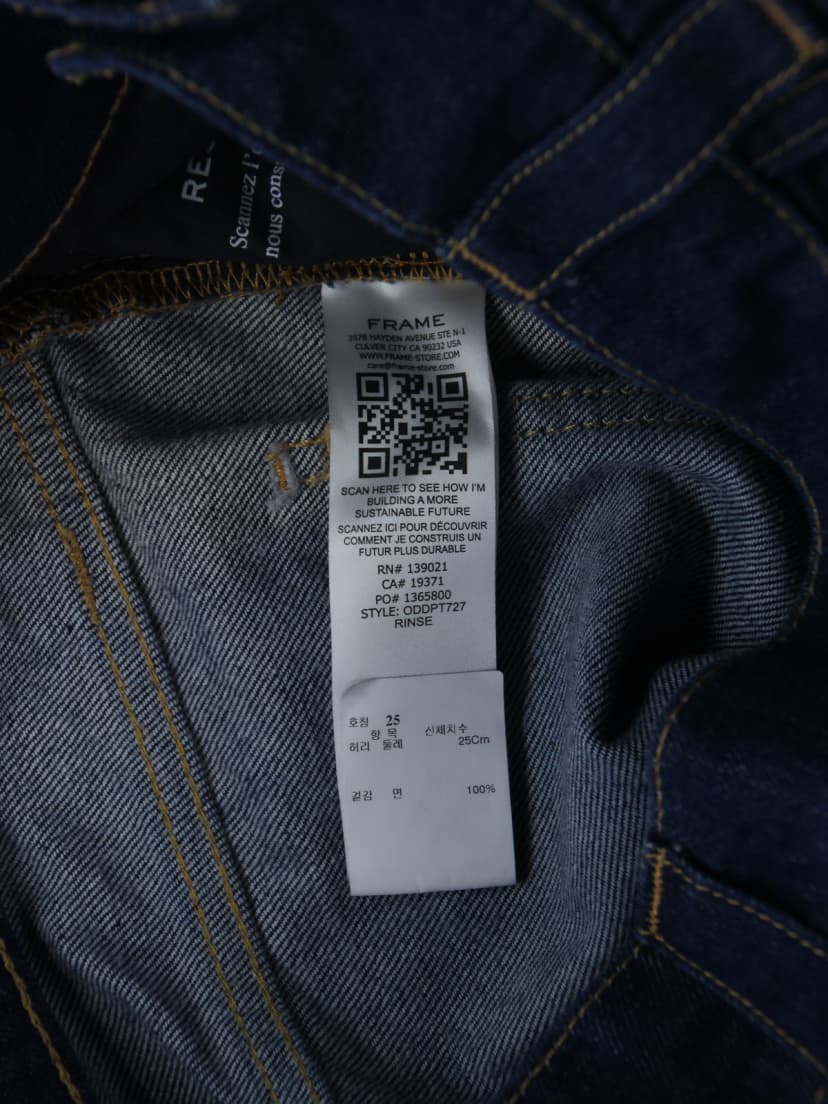 Scannez l'
nous cons
FRAME
3578 HAYDEN AVENUE STE N-1
CULVER CITY CA 90232 USA
WWW.FRAME-STORE.COM
care@frame-store.com
SCAN HERE TO SEE HOW I'M
BUILDING A MORE
SUSTAINABLE FUTURE
SCANNEZ ICI POUR DÉCOUVRIR
COMMENT JE CONSTRUIS UN
FUTUR PLUS DURABLE
RN# 139021
CA# 19371
PO# 1365800
STYLE: ODDPT727
RINSE
호칭 25
항 목 신체치수
허리 둘레 25Cm
겉감 면 100%